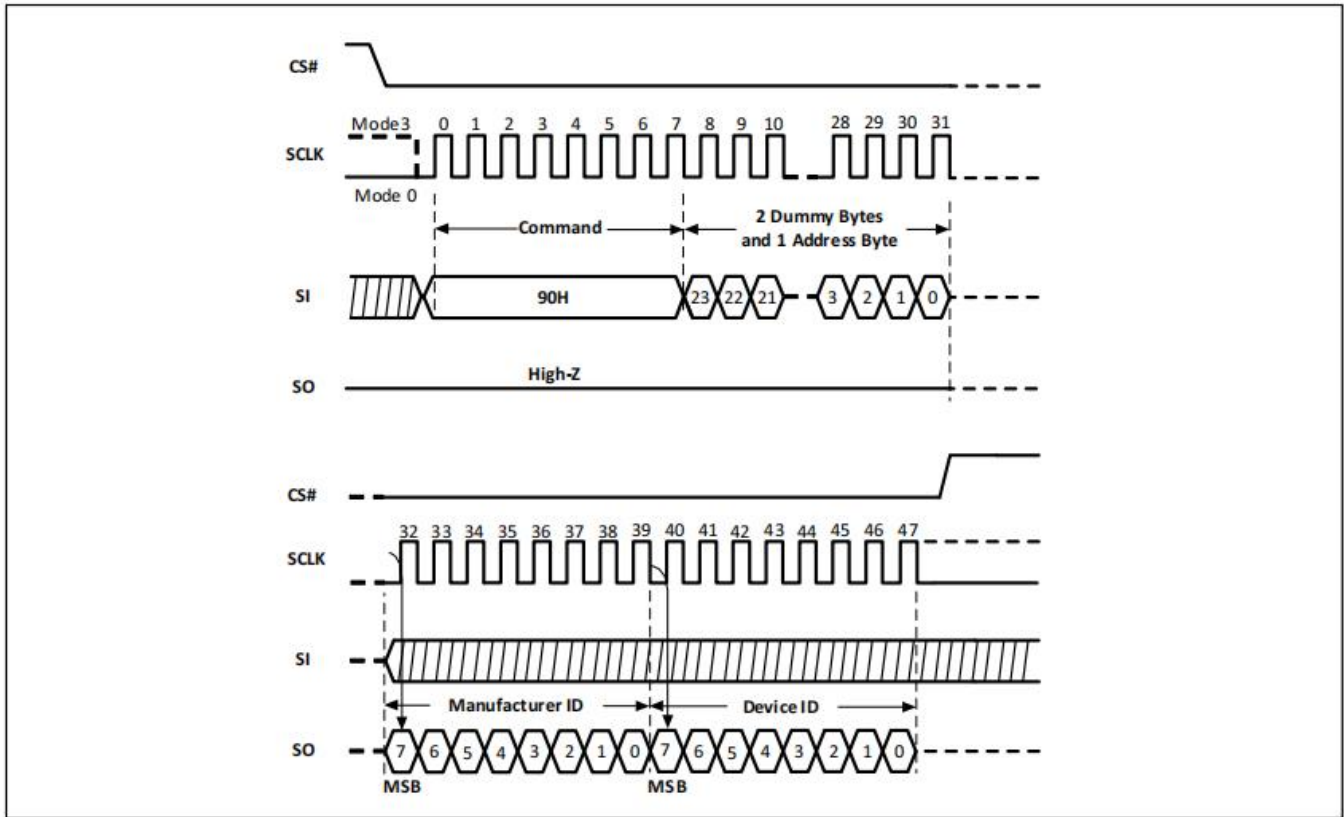 CS#
Mode3 0 1 2 3 4 5 6 7 8 9 10 28 29 30 31
SCLK
Mode 0
Command
2 Dummy Bytes
and 1 Address Byte
SI 90H 23 22 21 3 2 1 0
High-Z
SO
CS#
32 33 34 35 36 37 38 39 40 41 42 43 44 45 46 47
SCLK
SI
Manufacturer ID Device ID
SO 7 6 5 4 3 2 1 0 7 6 5 4 3 2 1 0
MSB MSB